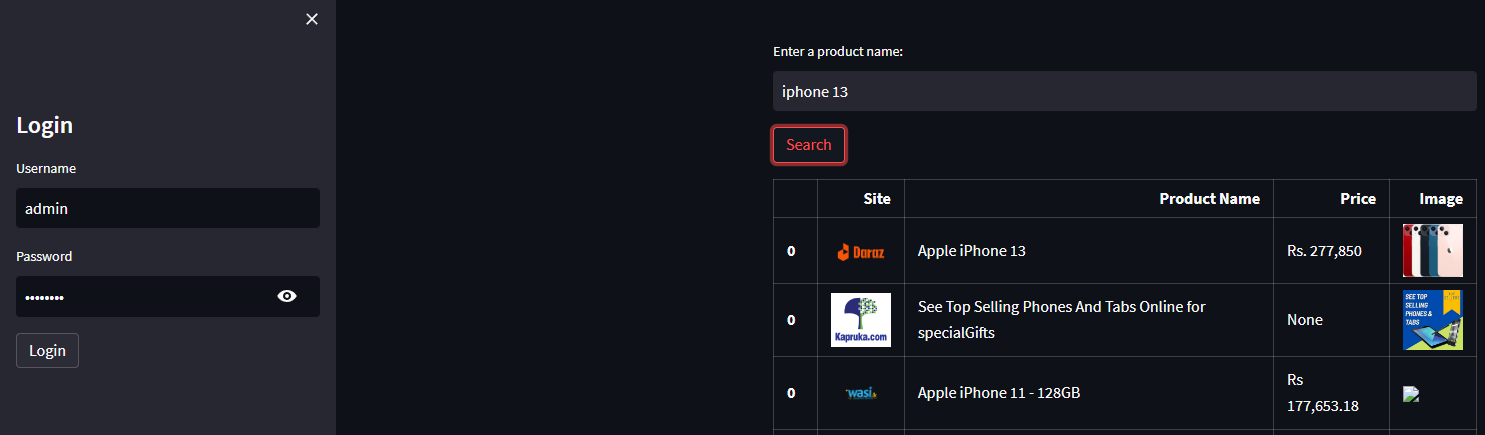 Login
Username
admin
Password
••••••••
Login
Enter a product name:
iphone 13
Search
Site Product Name Price Image
0 Daraz Apple iPhone 13 Rs. 277,850
0 Kapruka.com See Top Selling Phones And Tabs Online for
specialGifts None
SEE TOP
SELLING
PHONES &
TABS
0 wasi Apple iPhone 11 - 128GB Rs
177,653.18